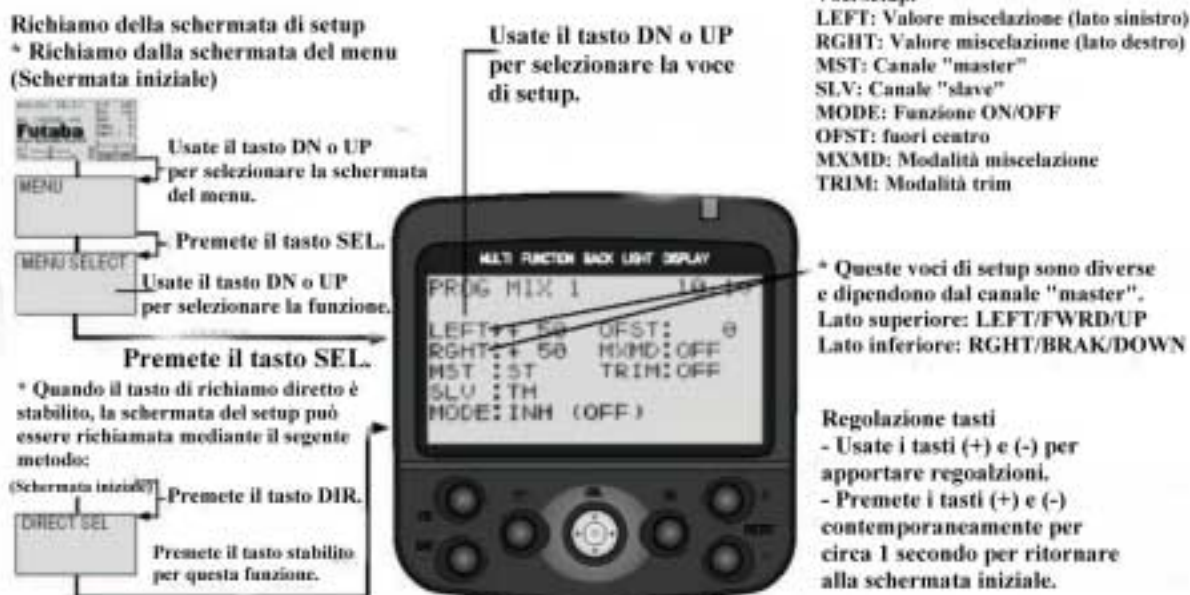 Richiamo della schermata di setup
* Richiamo dalla schermata del menu
(Schermata iniziale)
Futaba
Usate il tasto DN o UP
per selezionare la schermata
del menu.
MENU
Premete il tasto SEL.
MENU SELECT
Usate il tasto DN o UP
per selezionare la funzione.
Premete il tasto SEL.
* Quando il tasto di richiamo diretto è
stabilito, la schermata del setup può
essere richiamata mediante il segente
metodo:
(Schermata iniziale)
Premete il tasto DIR.
DIRECT SEL
Premete il tasto stabilito
per questa funzione.
Usate il tasto DN o UP
per selezionare la voce
di setup.
MULTI FUNCTION BACK LIGHT DISPLAY
PROG MIX 1
LEFT:+ 50 OFST: 0
RGHT:+ 50 MXMD:OFF
MST :ST TRIM:OFF
SLV :TH
MODE:INH (OFF)
LEFT: Valore miscelazione (lato sinistro)
RGHT: Valore miscelazione (lato destro)
MST: Canale "master"
SLV: Canale "slave"
MODE: Funzione ON/OFF
OFST: fuori centro
MXMD: Modalità miscelazione
TRIM: Modalità trim
* Queste voci di setup sono diverse
e dipendono dal canale "master".
Lato superiore: LEFT/FWRD/UP
Lato inferiore: RGHT/BRAK/DOWN
Regolazione tasti
- Usate i tasti (+) e (-) per
apportare regoalzioni.
- Premete i tasti (+) e (-)
contemporaneamente per
circa 1 secondo per ritornare
alla schermata iniziale.